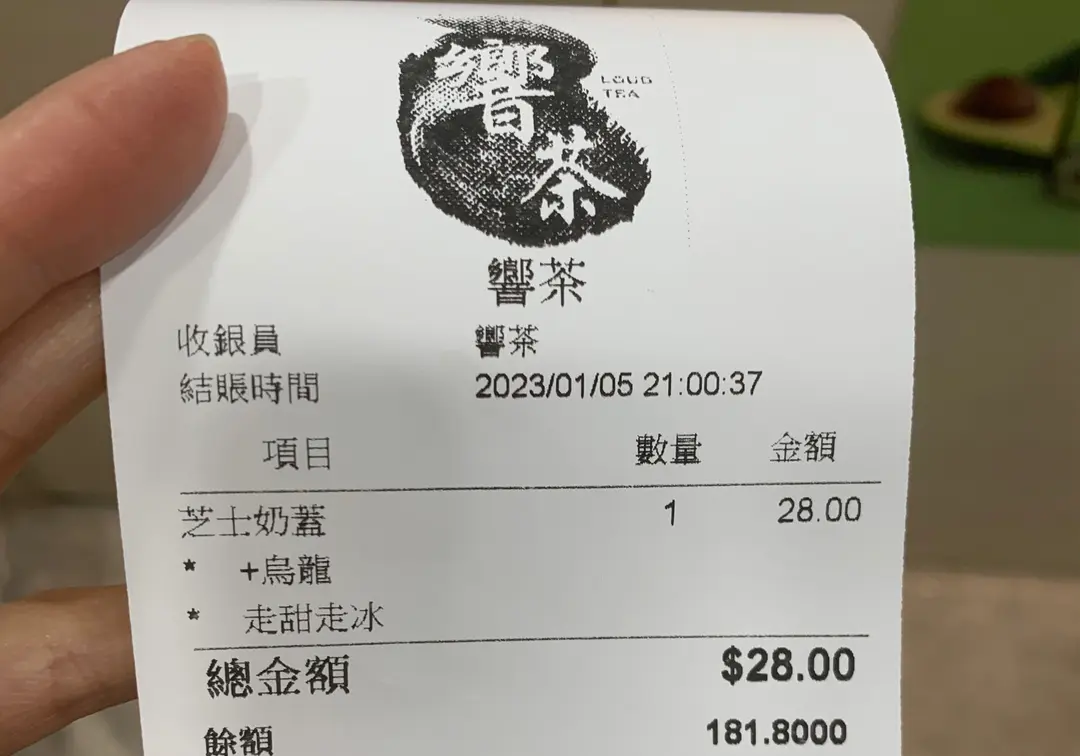 響茶
LOUD
TEA
響茶
收銀員 響茶
結賬時間 2023/01/05 21:00:37
項目 數量 金額
芝士奶蓋 1 28.00
* +烏龍
* 走甜走冰
總金額 $28.00
餘額 181.8000